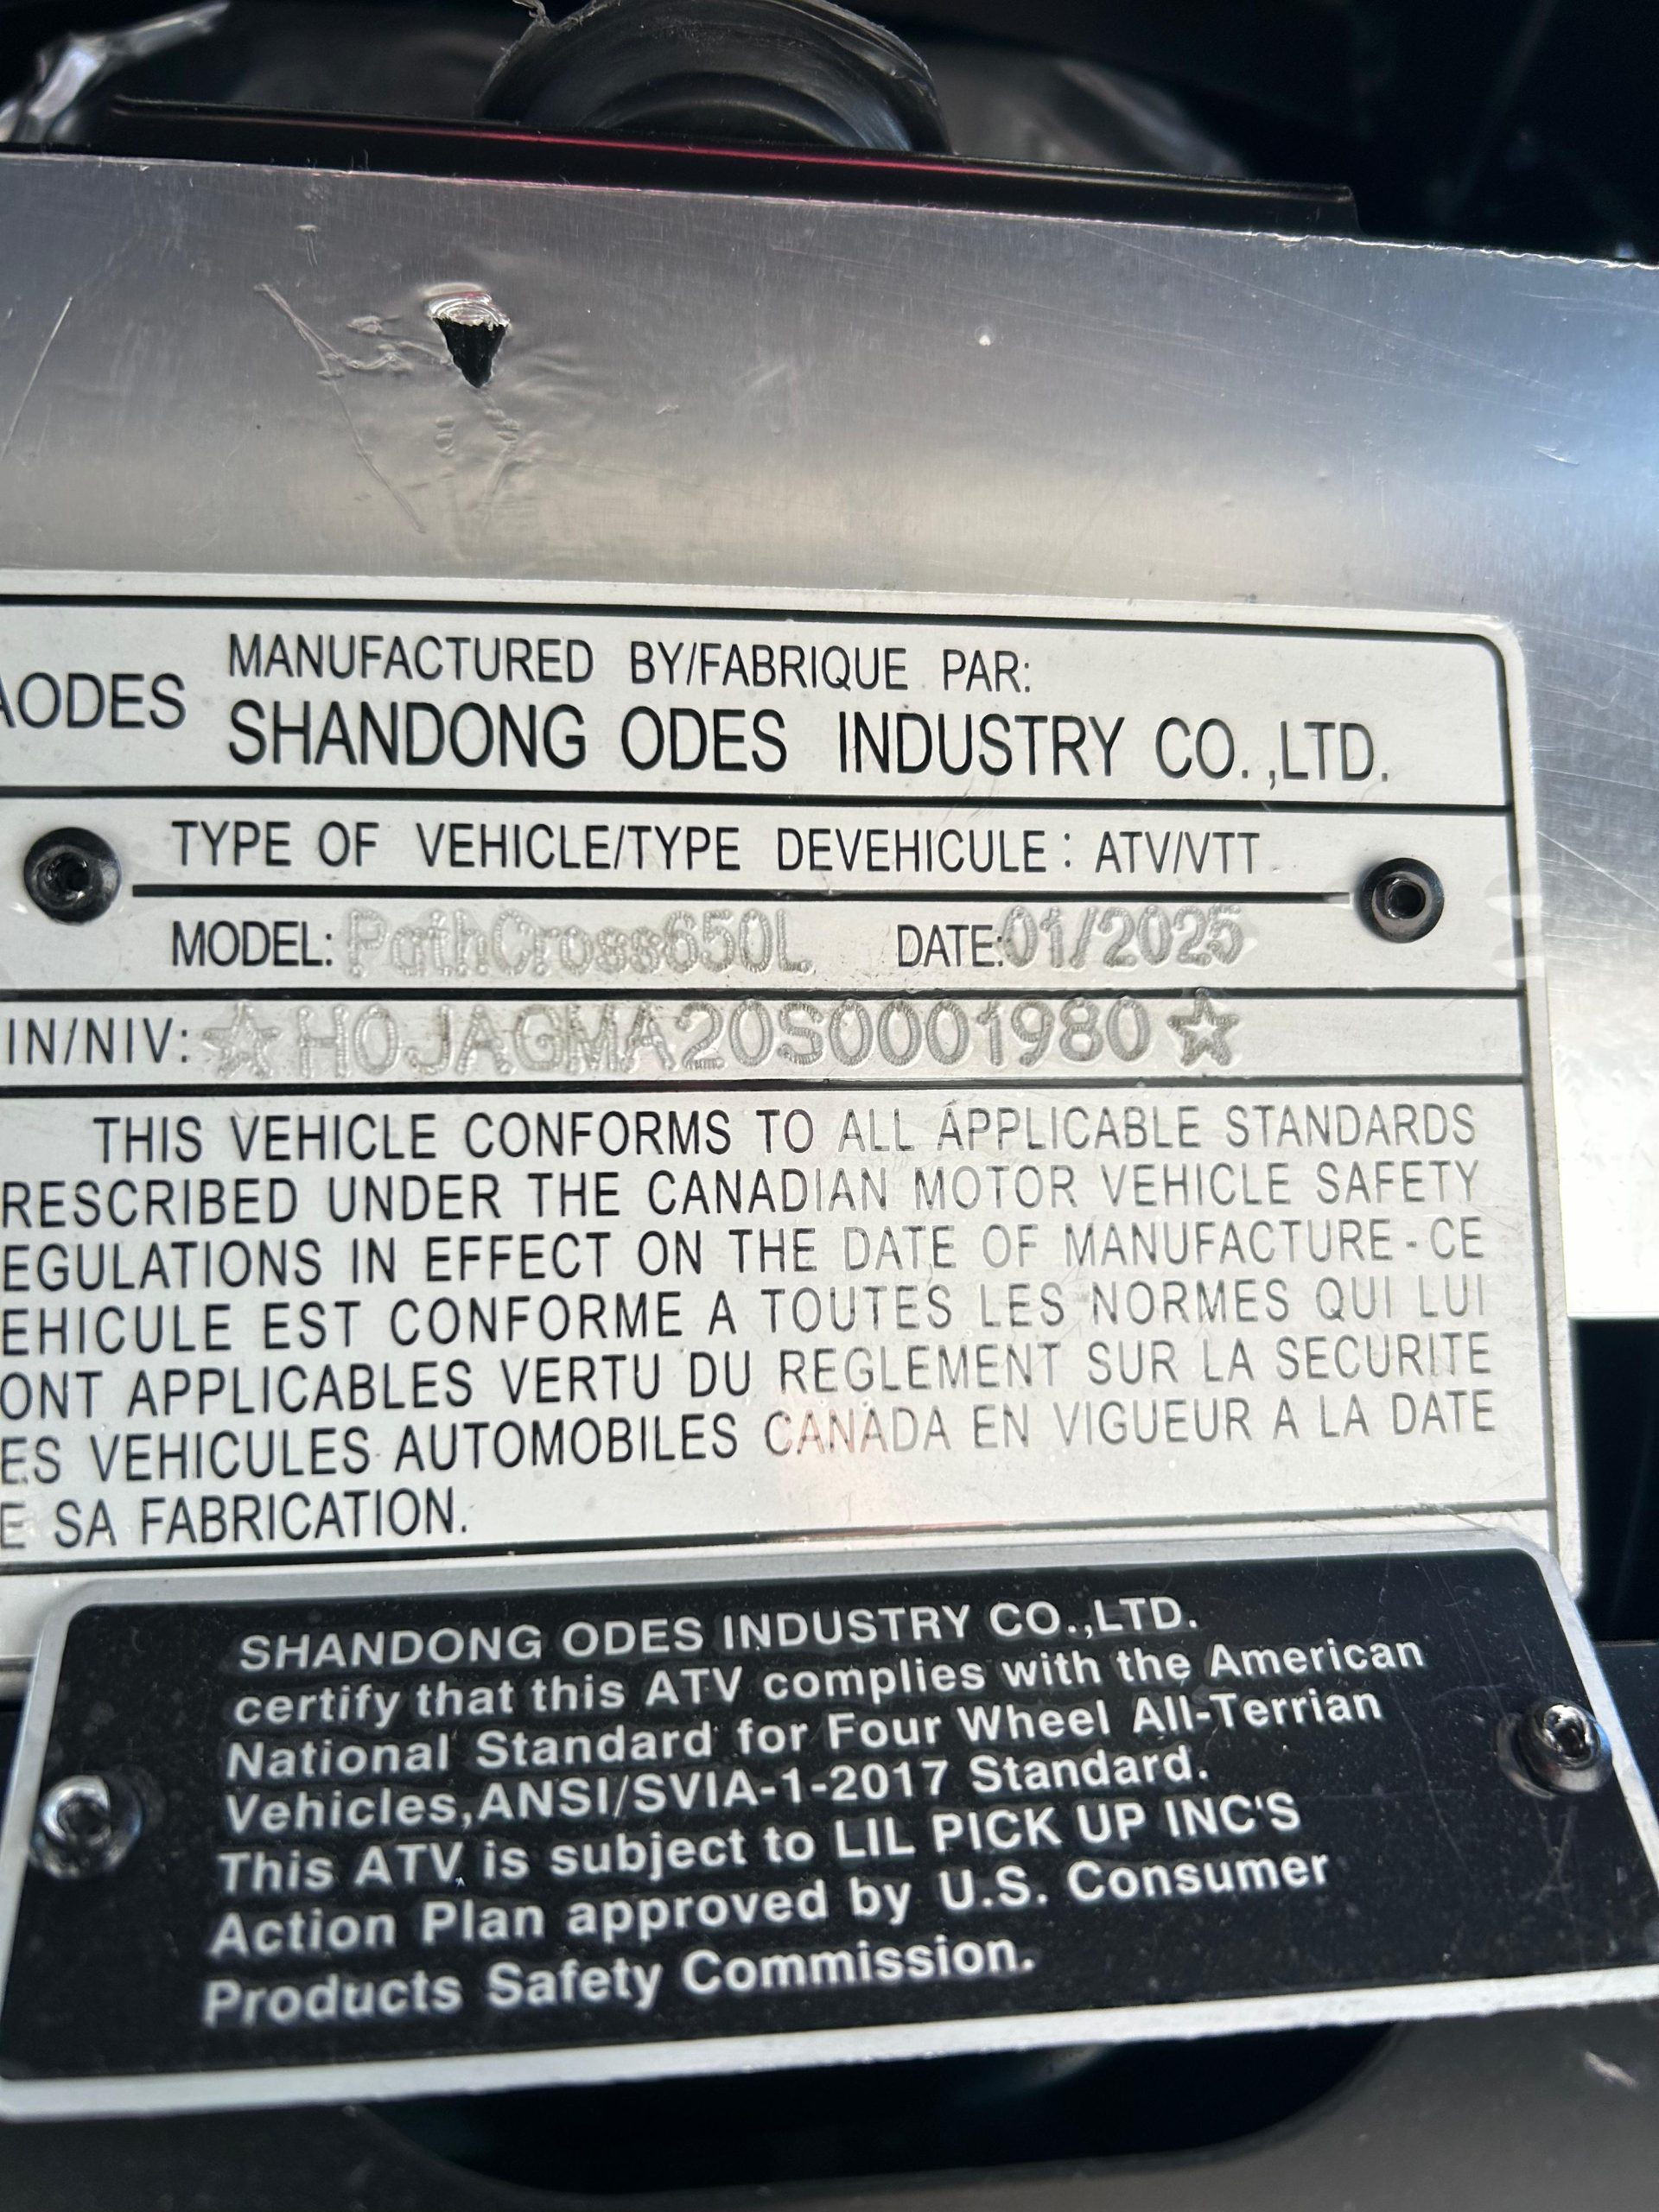 AODES
MANUFACTURED BY/FABRIQUE PAR:
SHANDONG ODES INDUSTRY CO.,LTD.
TYPE OF VEHICLE/TYPE DEVEHICULE : ATV/VTT
MODEL: PathCross650L DATE:01/2025
IN/NIV: ☆H0JAGMA20S0001980☆
THIS VEHICLE CONFORMS TO ALL APPLICABLE STANDARDS
RESCRIBED UNDER THE CANADIAN MOTOR VEHICLE SAFETY
EGULATIONS IN EFFECT ON THE DATE OF MANUFACTURE-CE
EHICULE EST CONFORME A TOUTES LES NORMES QUI LUI
ONT APPLICABLES VERTU DU REGLEMENT SUR LA SECURITE
ES VEHICULES AUTOMOBILES CANADA EN VIGUEUR A LA DATE
E SA FABRICATION.
SHANDONG ODES INDUSTRY CO.,LTD.
certify that this ATV complies with the American
National Standard for Four Wheel All-Terrian
Vehicles,ANSI/SVIA-1-2017 Standard.
This ATV is subject to LIL PICK UP INC'S
Action Plan approved by U.S. Consumer
Products Safety Commission.